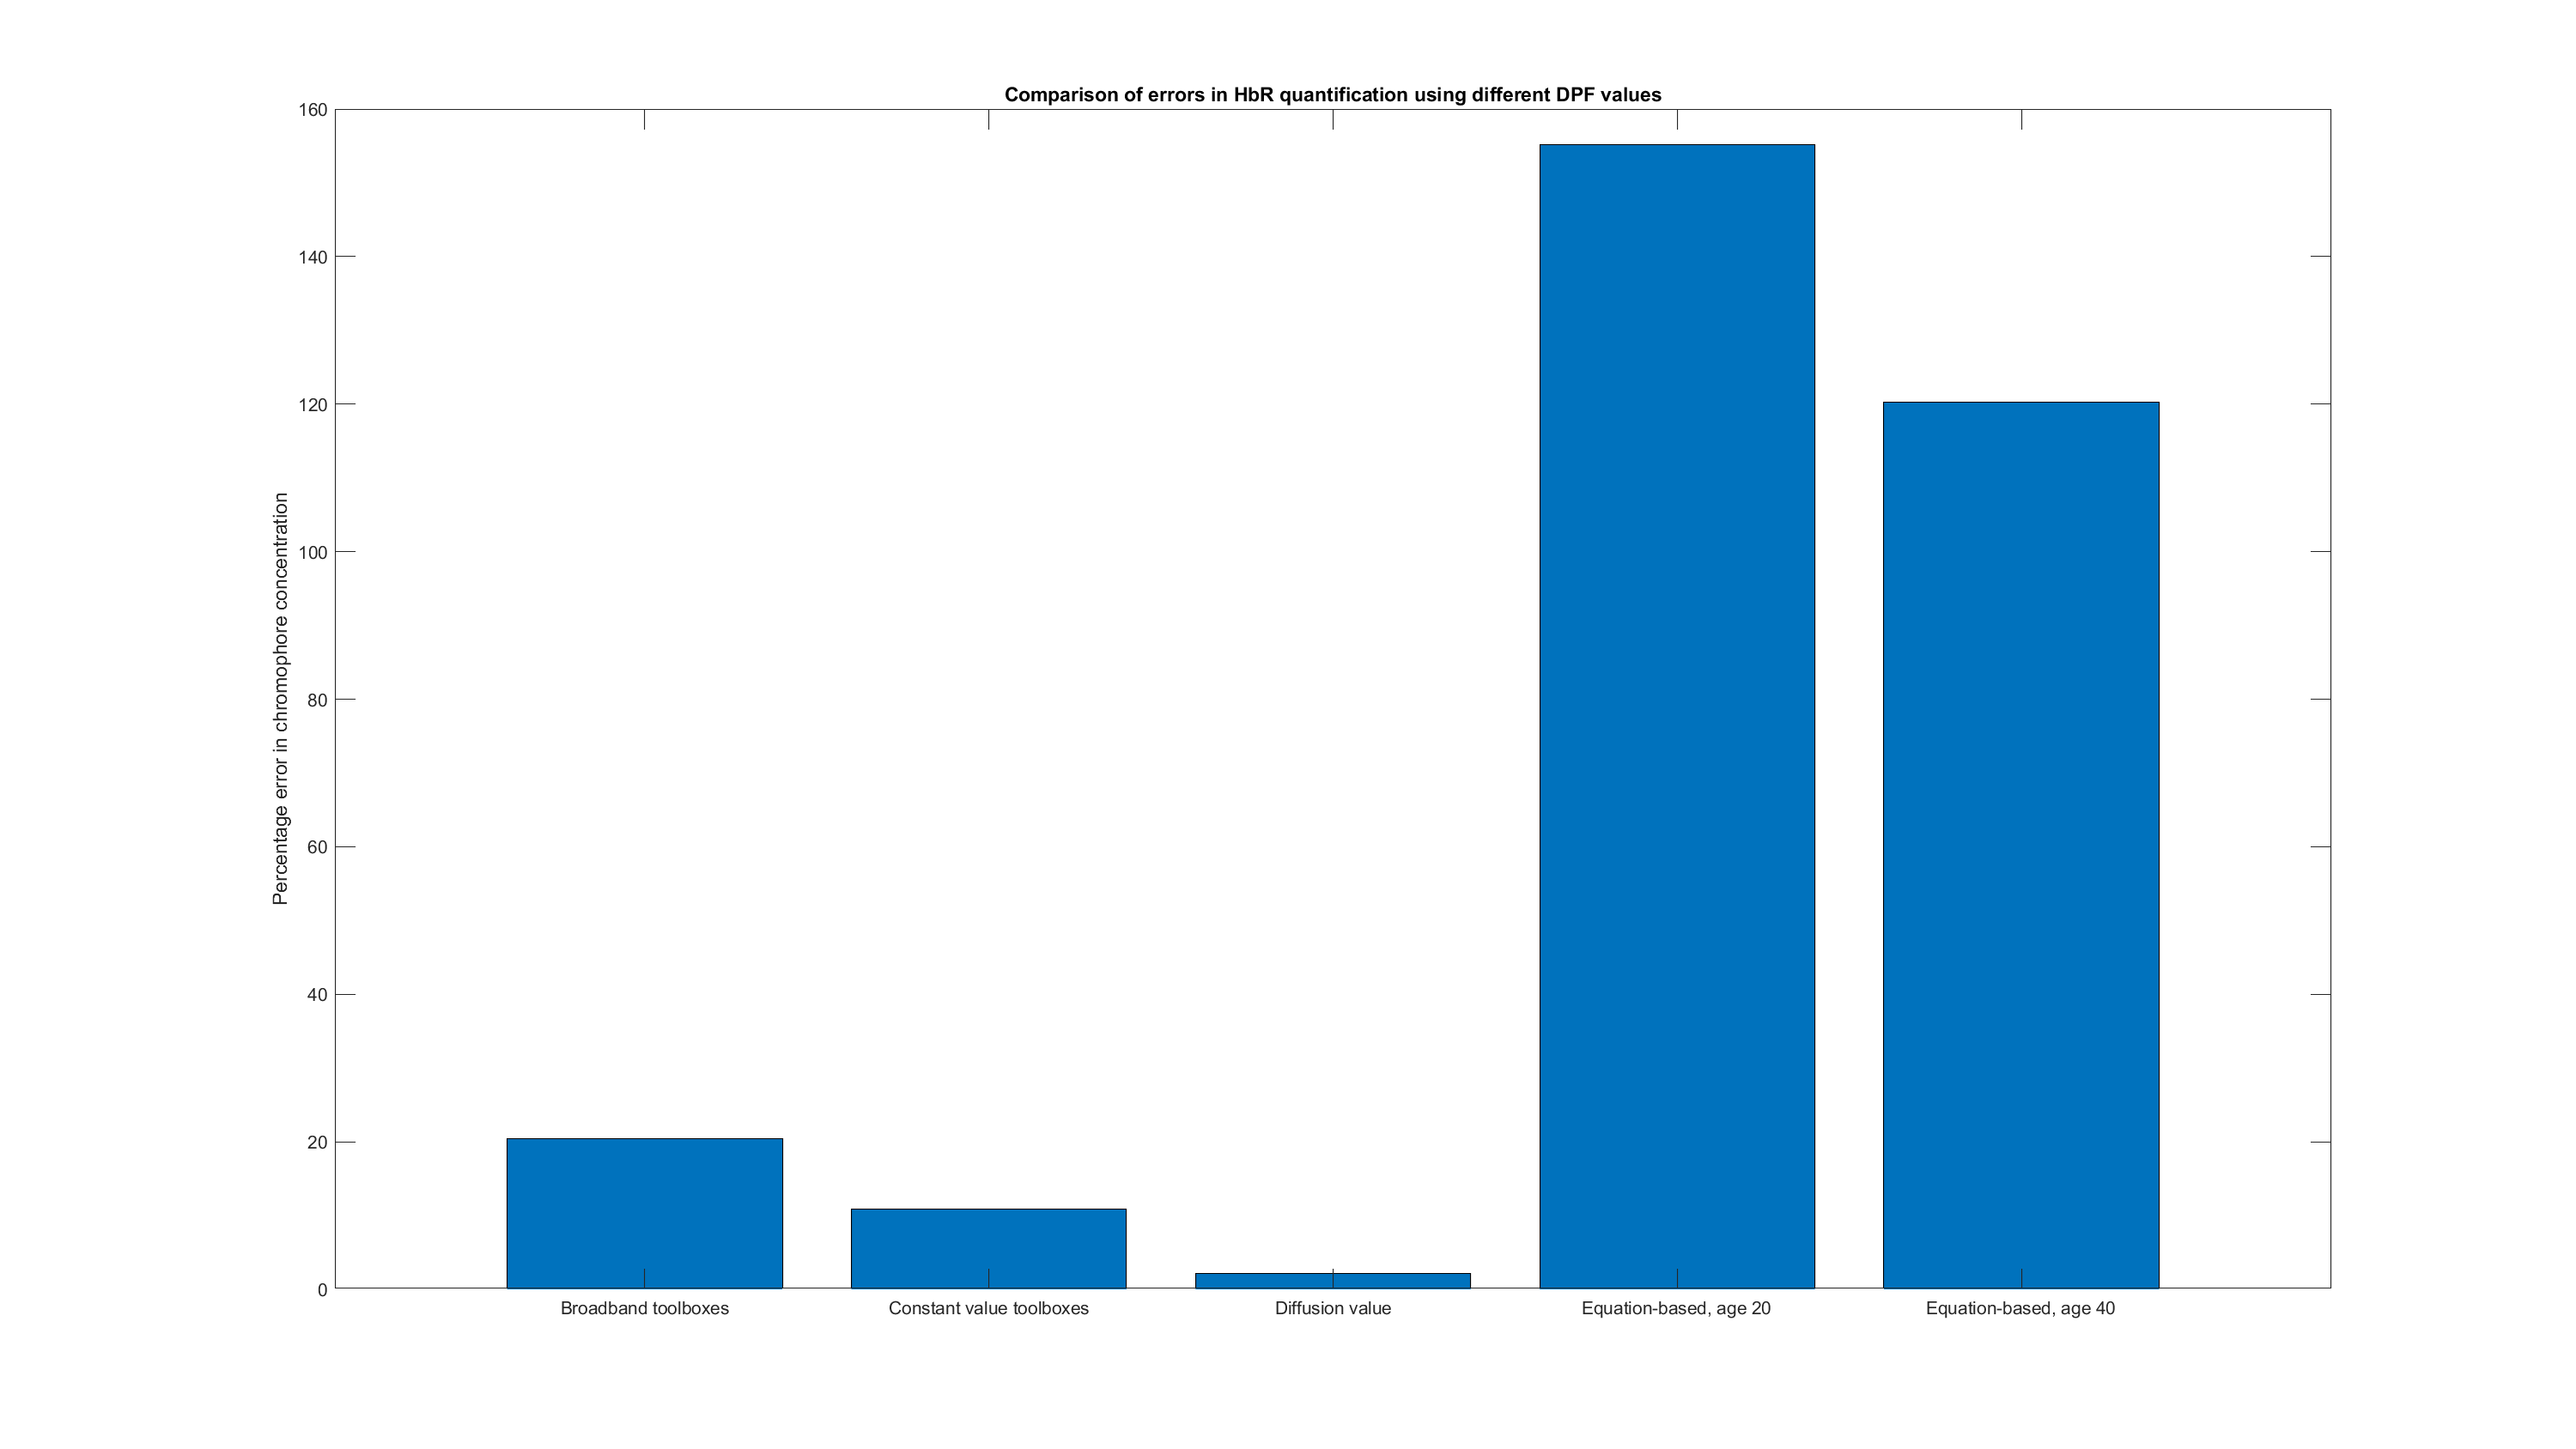 Comparison of errors in HbR quantification using different DPF values
160
140
120
100
80
60
40
20
0
Percentage error in chromophore concentration
Broadband toolboxes
Constant value toolboxes
Diffusion value
Equation-based, age 20
Equation-based, age 40